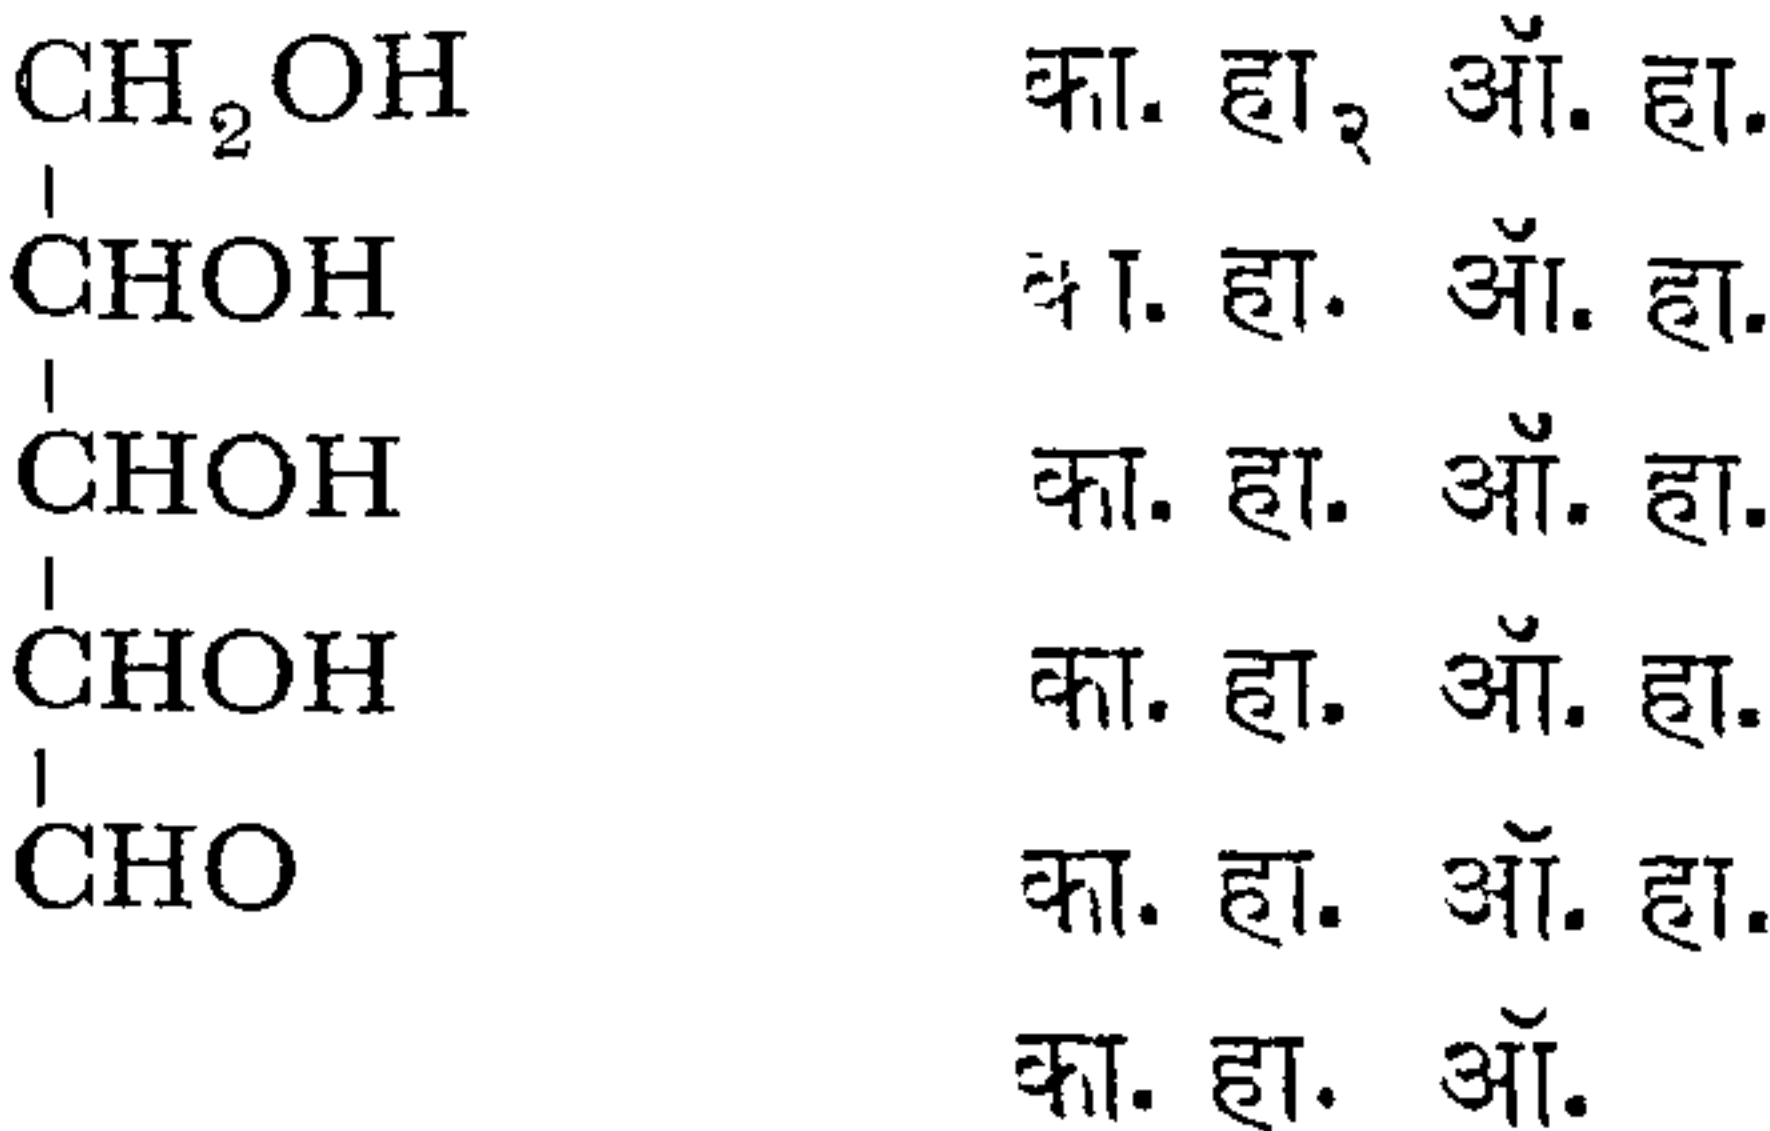 CH₂OH का. हा₂ ऑ. हा.
|
CHOH का. हा. ऑ. हा.
|
CHOH का. हा. ऑ. हा.
|
CHOH का. हा. ऑ. हा.
|
CHO का. हा. ऑ. हा.
का. हा. ऑ.